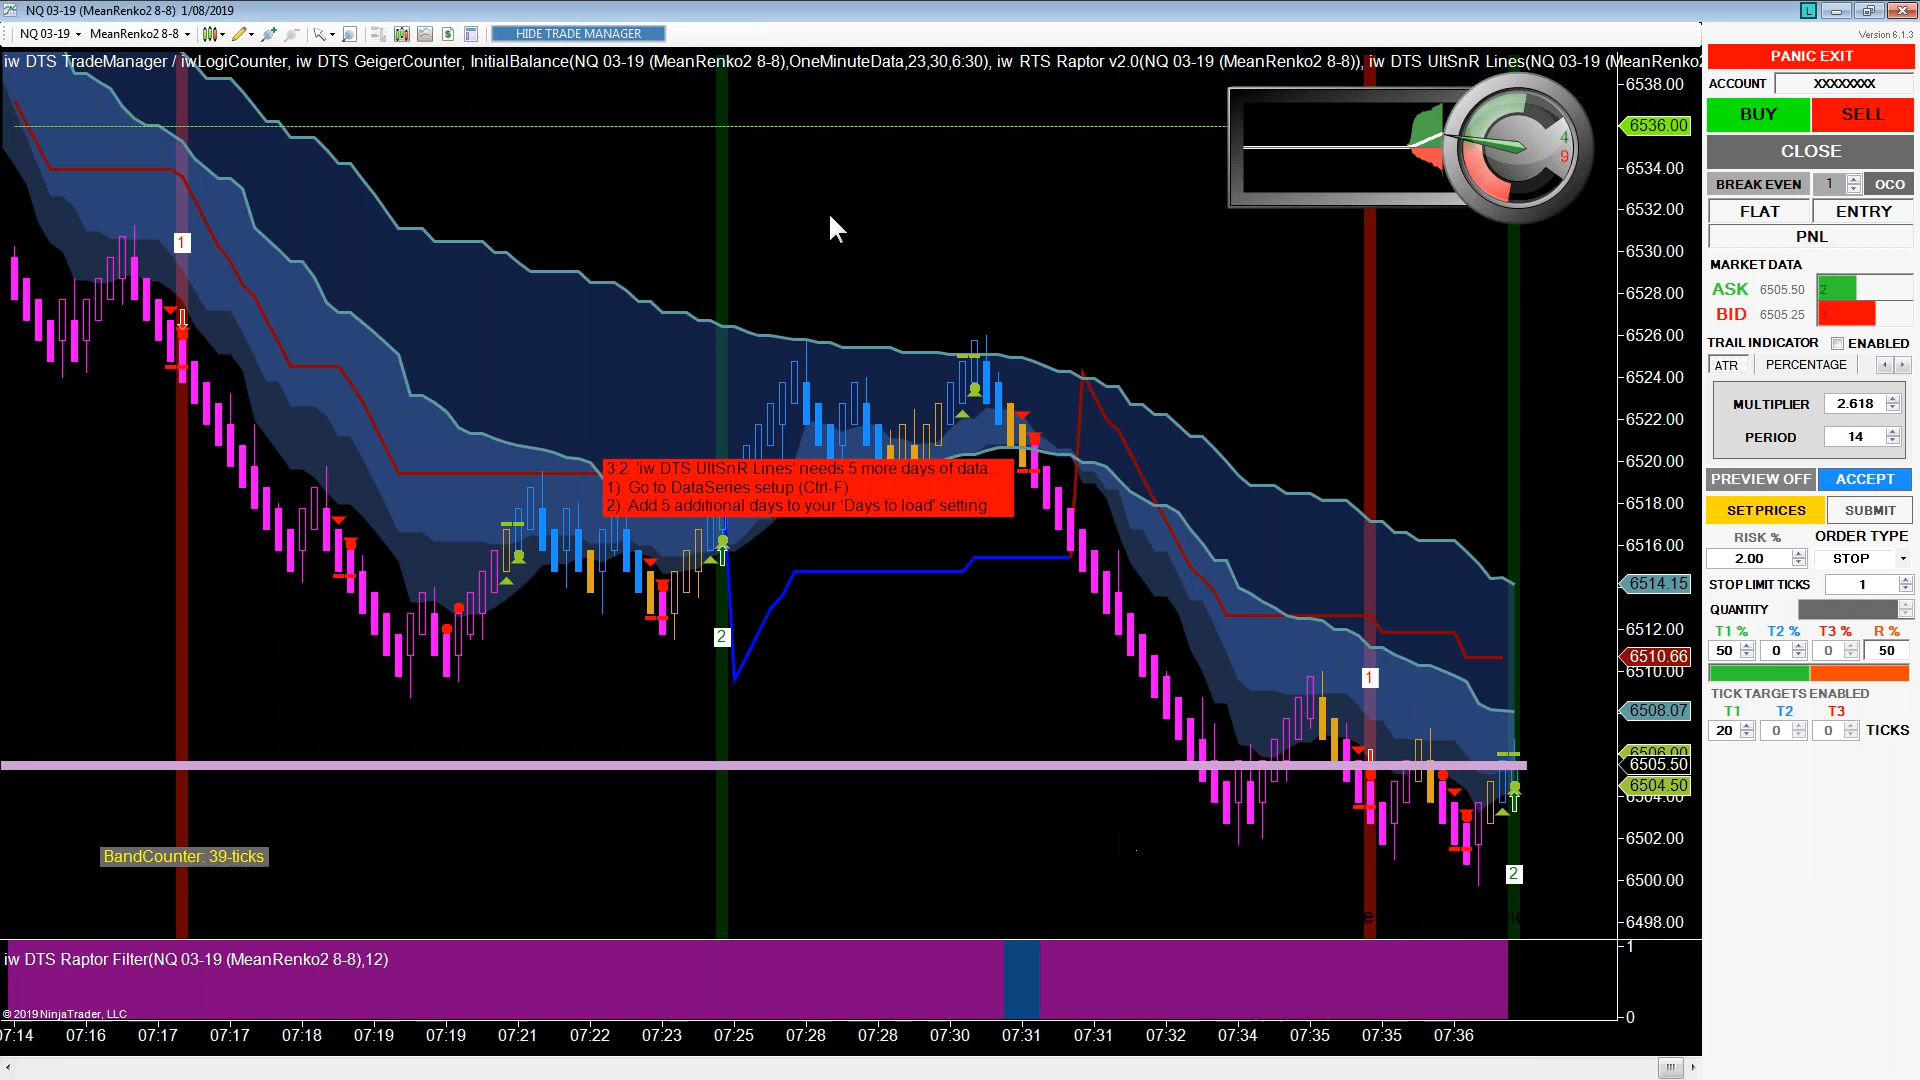 NQ 03-19 (MeanRenko2 8-8)  1/08/2019
L
NQ 03-19
MeanRenko2 8-8
$
HIDE TRADE MANAGER
Version 6.1.3
iw DTS TradeManager / iwLogiCounter, iw DTS GeigerCounter, InitialBalance(NQ 03-19 (MeanRenko2 8-8),OneMinuteData,23,30,6:30), iw RTS Raptor v2.0(NQ 03-19 (MeanRenko2 8-8)), iw DTS UltSnR Lines(NQ 03-19 (MeanRenko2
4
9
1
2
1
2
3.2 'iw DTS UltSnR Lines' needs 5 more days of data...
1) Go to DataSeries setup (Ctrl-F)
2) Add 5 additional days to your 'Days to load' setting
BandCounter: 39-ticks
6538.00
6536.00
6534.00
6532.00
6530.00
6528.00
6526.00
6524.00
6522.00
6520.00
6518.00
6516.00
6514.15
6512.00
6510.66
6510.00
6508.07
6506.00
6505.50
6504.50
6504.00
6502.00
6500.00
6498.00
iw DTS Raptor Filter(NQ 03-19 (MeanRenko2 8-8),12)
1
0
© 2019 NinjaTrader, LLC
07:14 07:16 07:17 07:17 07:18 07:19 07:19 07:21 07:22 07:23 07:25 07:28 07:28 07:30 07:31 07:31 07:32 07:34 07:35 07:35 07:36
PANIC EXIT
ACCOUNT XXXXXXXX
BUY SELL
CLOSE
BREAK EVEN 1 OCO
FLAT ENTRY
PNL
MARKET DATA
ASK 6505.50 2
BID 6505.25 3
TRAIL INDICATOR ENABLED
ATR PERCENTAGE
MULTIPLIER 2.618
PERIOD 14
PREVIEW OFF ACCEPT
SET PRICES SUBMIT
RISK % ORDER TYPE
2.00 STOP
STOP LIMIT TICKS 1
QUANTITY
T1 % T2 % T3 % R %
50 0 0 50
TICK TARGETS ENABLED
T1 T2 T3
20 0 0 TICKS